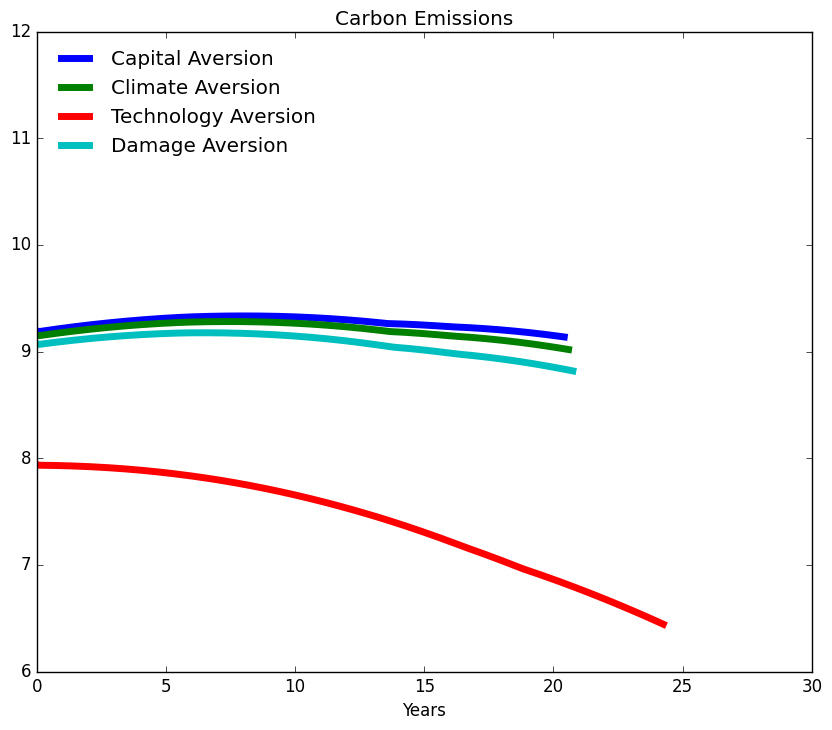 Carbon Emissions
12
11
10
9
8
7
6
Capital Aversion
Climate Aversion
Technology Aversion
Damage Aversion
0 5 10 15 20 25 30
Years